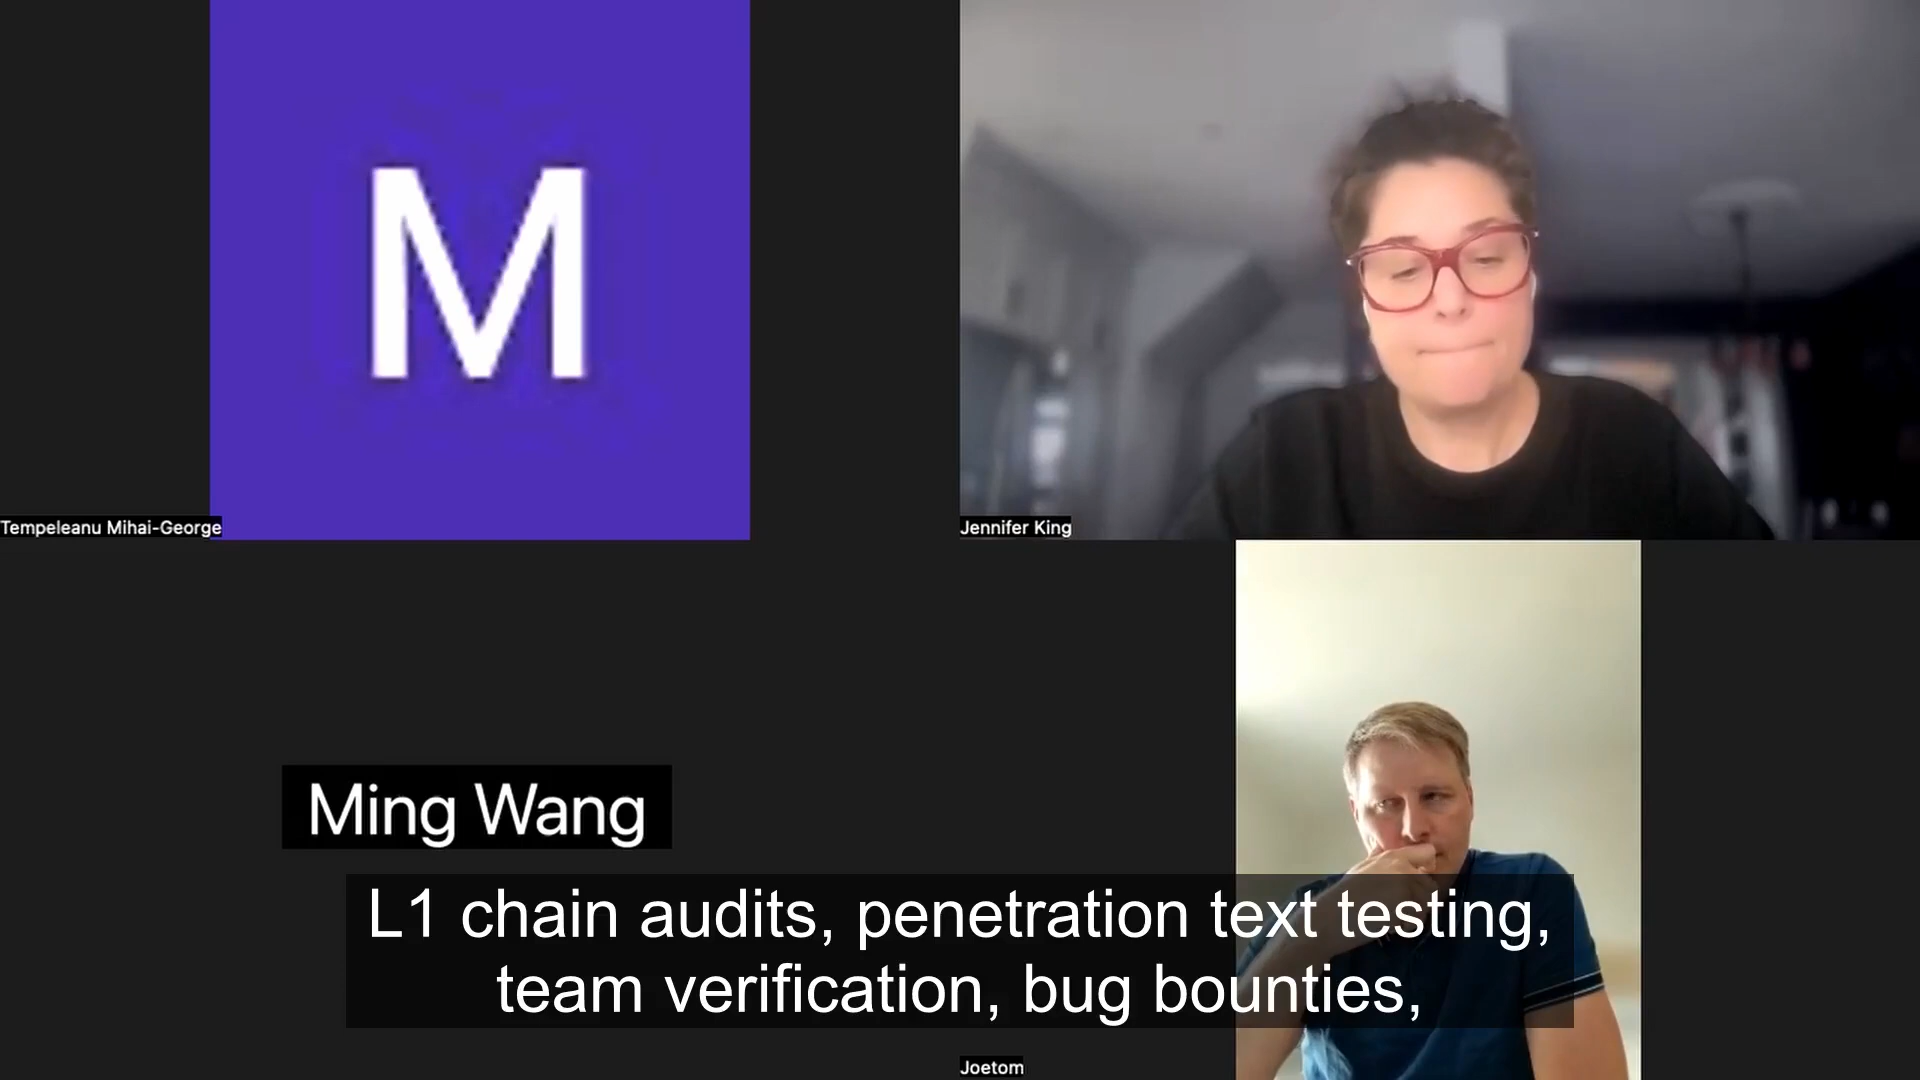 M
Tempeleanu Mihai-George
Jennifer King
Ming Wang
L1 chain audits, penetration text testing,
team verification, bug bounties,
Joetom